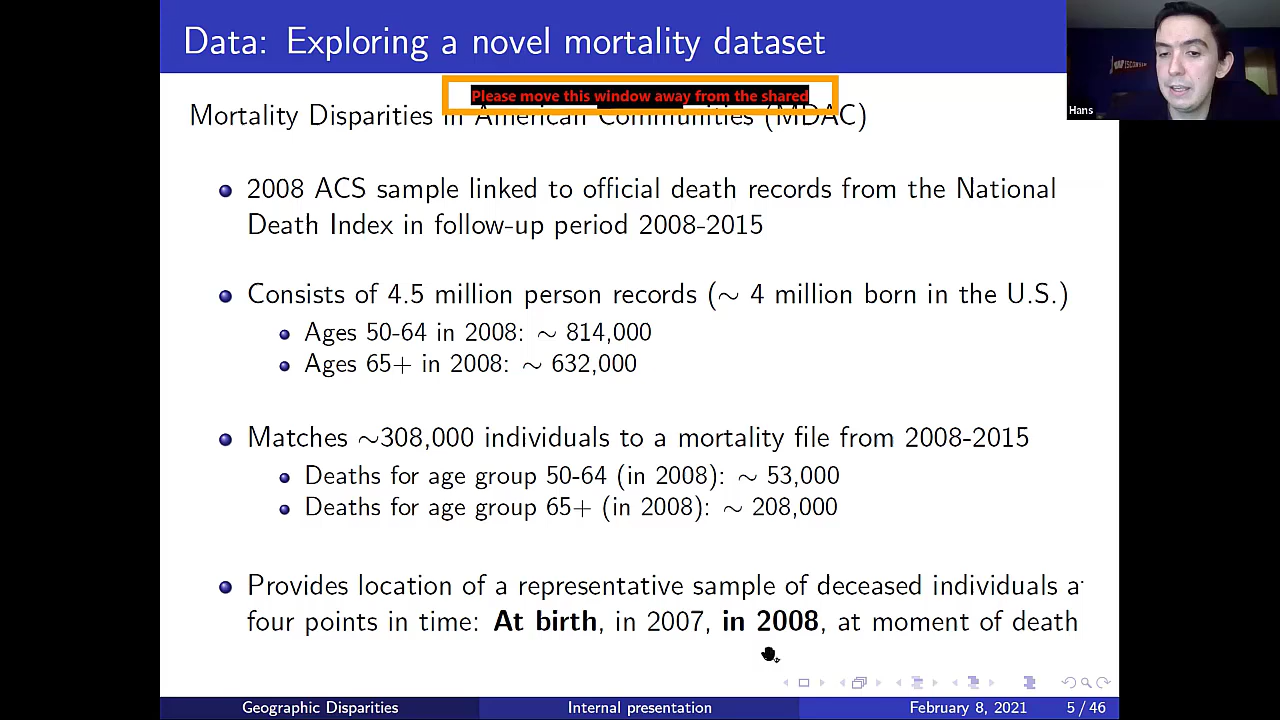 Data: Exploring a novel mortality dataset
Please move this window away from the shared
Mortality Disparities in American Communities (MDAC)
Hans
2008 ACS sample linked to official death records from the National
Death Index in follow-up period 2008-2015
Consists of 4.5 million person records (∼ 4 million born in the U.S.)
Ages 50-64 in 2008: ∼ 814,000
Ages 65+ in 2008: ∼ 632,000
Matches ∼308,000 individuals to a mortality file from 2008-2015
Deaths for age group 50-64 (in 2008): ∼ 53,000
Deaths for age group 65+ (in 2008): ∼ 208,000
Provides location of a representative sample of deceased individuals a
four points in time: At birth, in 2007, in 2008, at moment of death
Geographic Disparities Internal presentation February 8, 2021 5 / 46